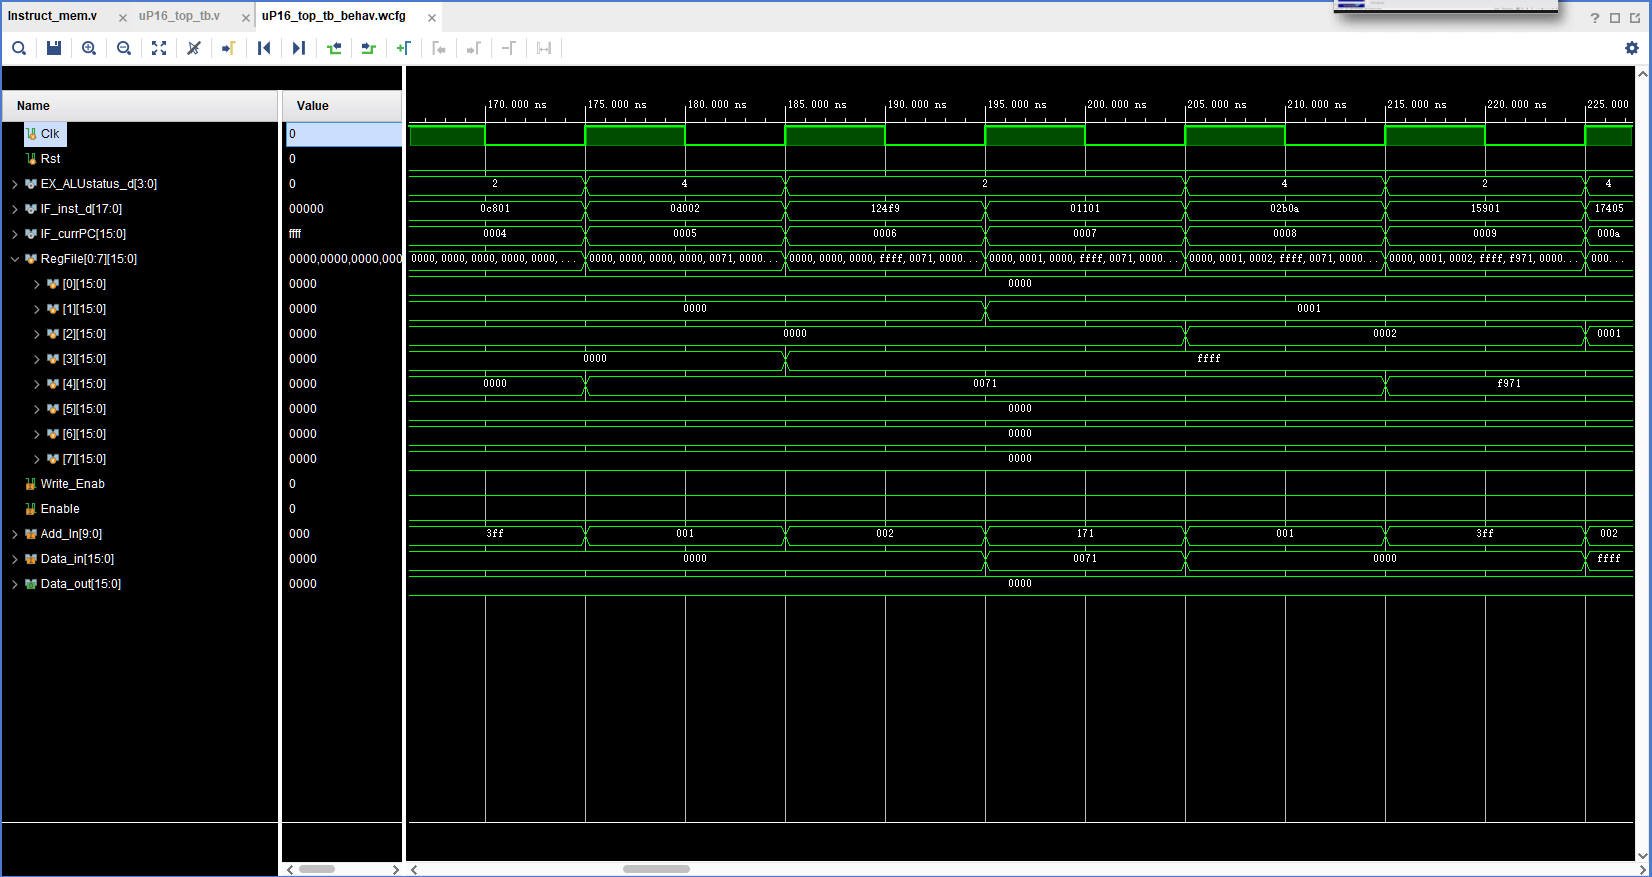 Instruct_mem.v × uP16_top_tb.v × uP16_top_tb_behav.wcfg ×
? 
Name Value 170.000 ns 175.000 ns 180.000 ns 185.000 ns 190.000 ns 195.000 ns 200.000 ns 205.000 ns 210.000 ns 215.000 ns 220.000 ns 225.000
Clk 0
Rst 0
EX_ALUstatus_d[3:0] 0 2 4 2 4 2 4
IF_inst_d[17:0] 00000 0c801 0d002 124f9 01101 02b0a 15901 17405
IF_currPC[15:0] ffff 0004 0005 0006 0007 0008 0009 000a
RegFile[0:7][15:0] 0000,0000,0000,000 0000,0000,0000,0000,0000,... 0000,0000,0000,0000,0071,0000... 0000,0000,0000,ffff,0071,0000... 0000,0001,0000,ffff,0071,0000... 0000,0001,0002,ffff,0071,0000... 0000,0001,0002,ffff,f971,0000... 000...
[0][15:0] 0000 0000
[1][15:0] 0000 0000 0001
[2][15:0] 0000 0000 0002 0001
[3][15:0] 0000 0000 ffff
[4][15:0] 0000 0000 0071 f971
[5][15:0] 0000 0000
[6][15:0] 0000 0000
[7][15:0] 0000 0000
Write_Enab 0
Enable 0
Add_In[9:0] 000 3ff 001 002 171 001 3ff 002
Data_in[15:0] 0000 0000 0071 0000 ffff
Data_out[15:0] 0000 0000